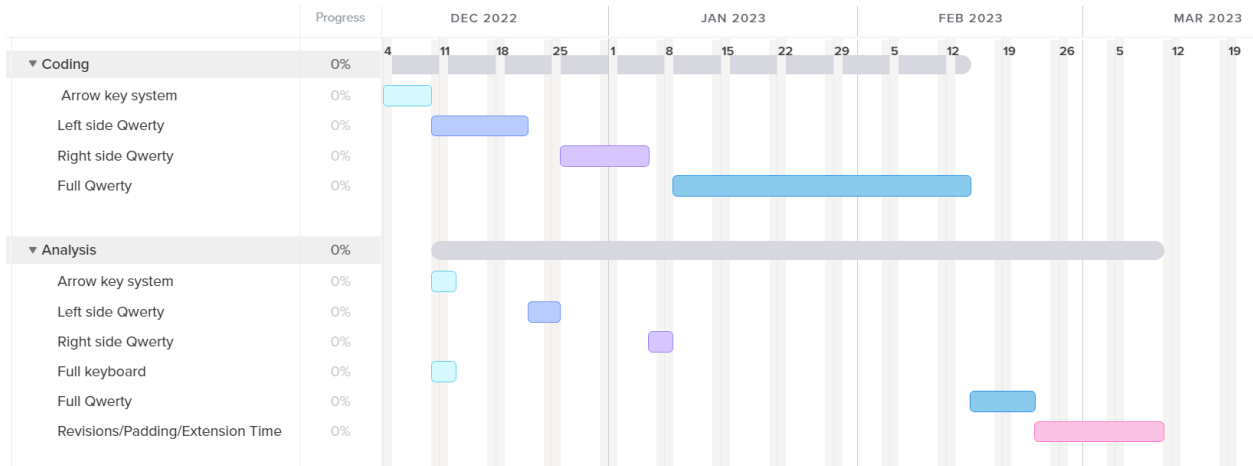 Progress DEC 2022 JAN 2023 FEB 2023 MAR 2023
4 11 18 25 1 8 15 22 29 5 12 19 26 5 12 19
Coding 0%
Arrow key system 0%
Left side Qwerty 0%
Right side Qwerty 0%
Full Qwerty 0%
Analysis 0%
Arrow key system 0%
Left side Qwerty 0%
Right side Qwerty 0%
Full keyboard 0%
Full Qwerty 0%
Revisions/Padding/Extension Time 0%